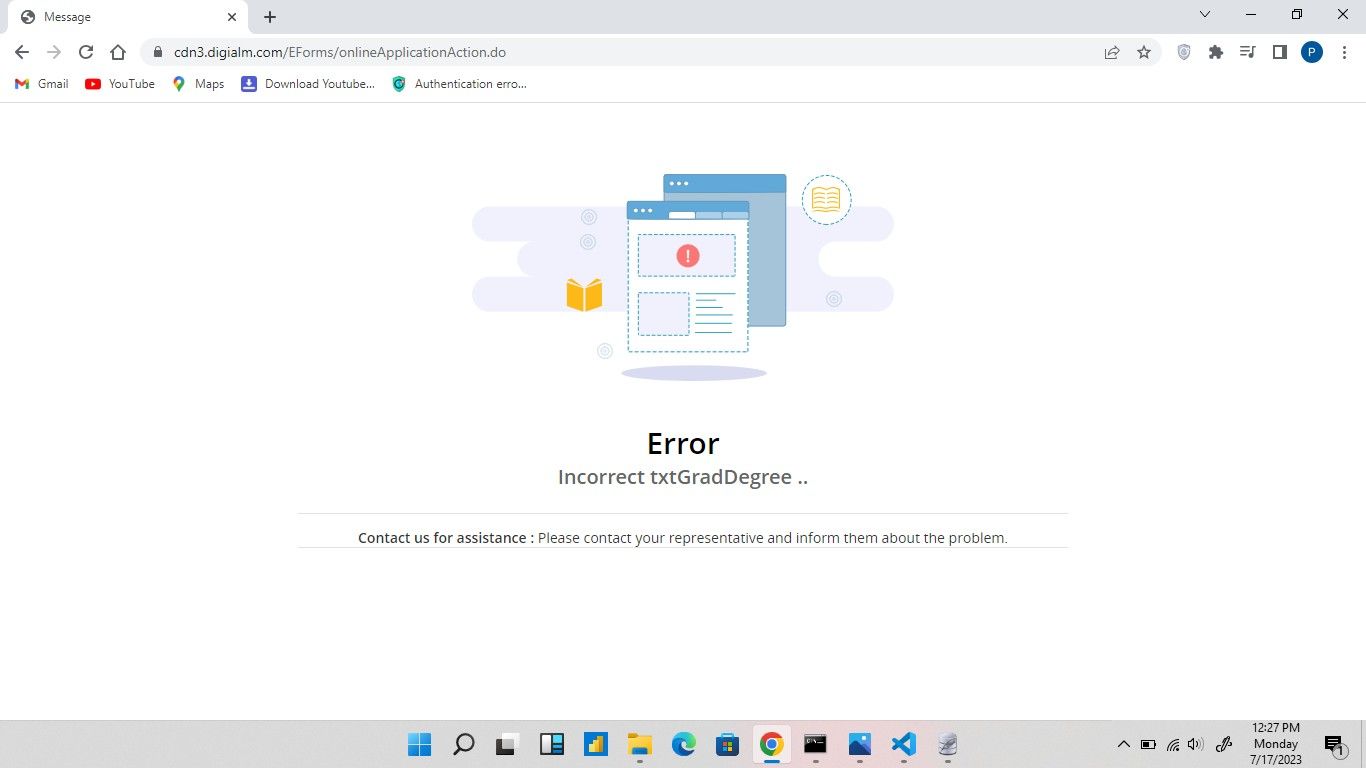 Message
cdn3.digialm.com/EForms/onlineApplicationAction.do
P
Gmail
YouTube
Maps
Download Youtube...
Authentication erro...
!
Error
Incorrect txtGradDegree ..
Contact us for assistance : Please contact your representative and inform them about the problem.
12:27 PM
Monday
7/17/2023
1